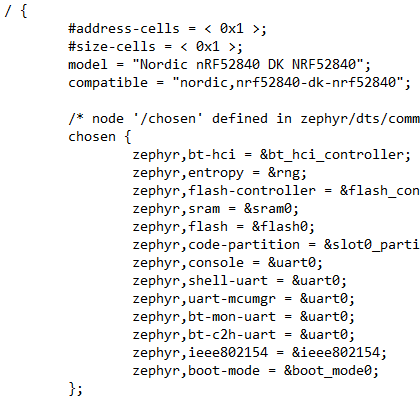 / {
#address-cells = < 0x1 >;
#size-cells = < 0x1 >;
model = "Nordic nRF52840 DK NRF52840";
compatible = "nordic,nrf52840-dk-nrf52840";
/* node '/chosen' defined in zephyr/dts/comm
chosen {
zephyr,bt-hci = &bt_hci_controller;
zephyr,entropy = &rng;
zephyr,flash-controller = &flash_con
zephyr,sram = &sram0;
zephyr,flash = &flash0;
zephyr,code-partition = &slot0_parti
zephyr,console = &uart0;
zephyr,shell-uart = &uart0;
zephyr,uart-mcumgr = &uart0;
zephyr,bt-mon-uart = &uart0;
zephyr,bt-c2h-uart = &uart0;
zephyr,ieee802154 = &ieee802154;
zephyr,boot-mode = &boot_mode0;
};